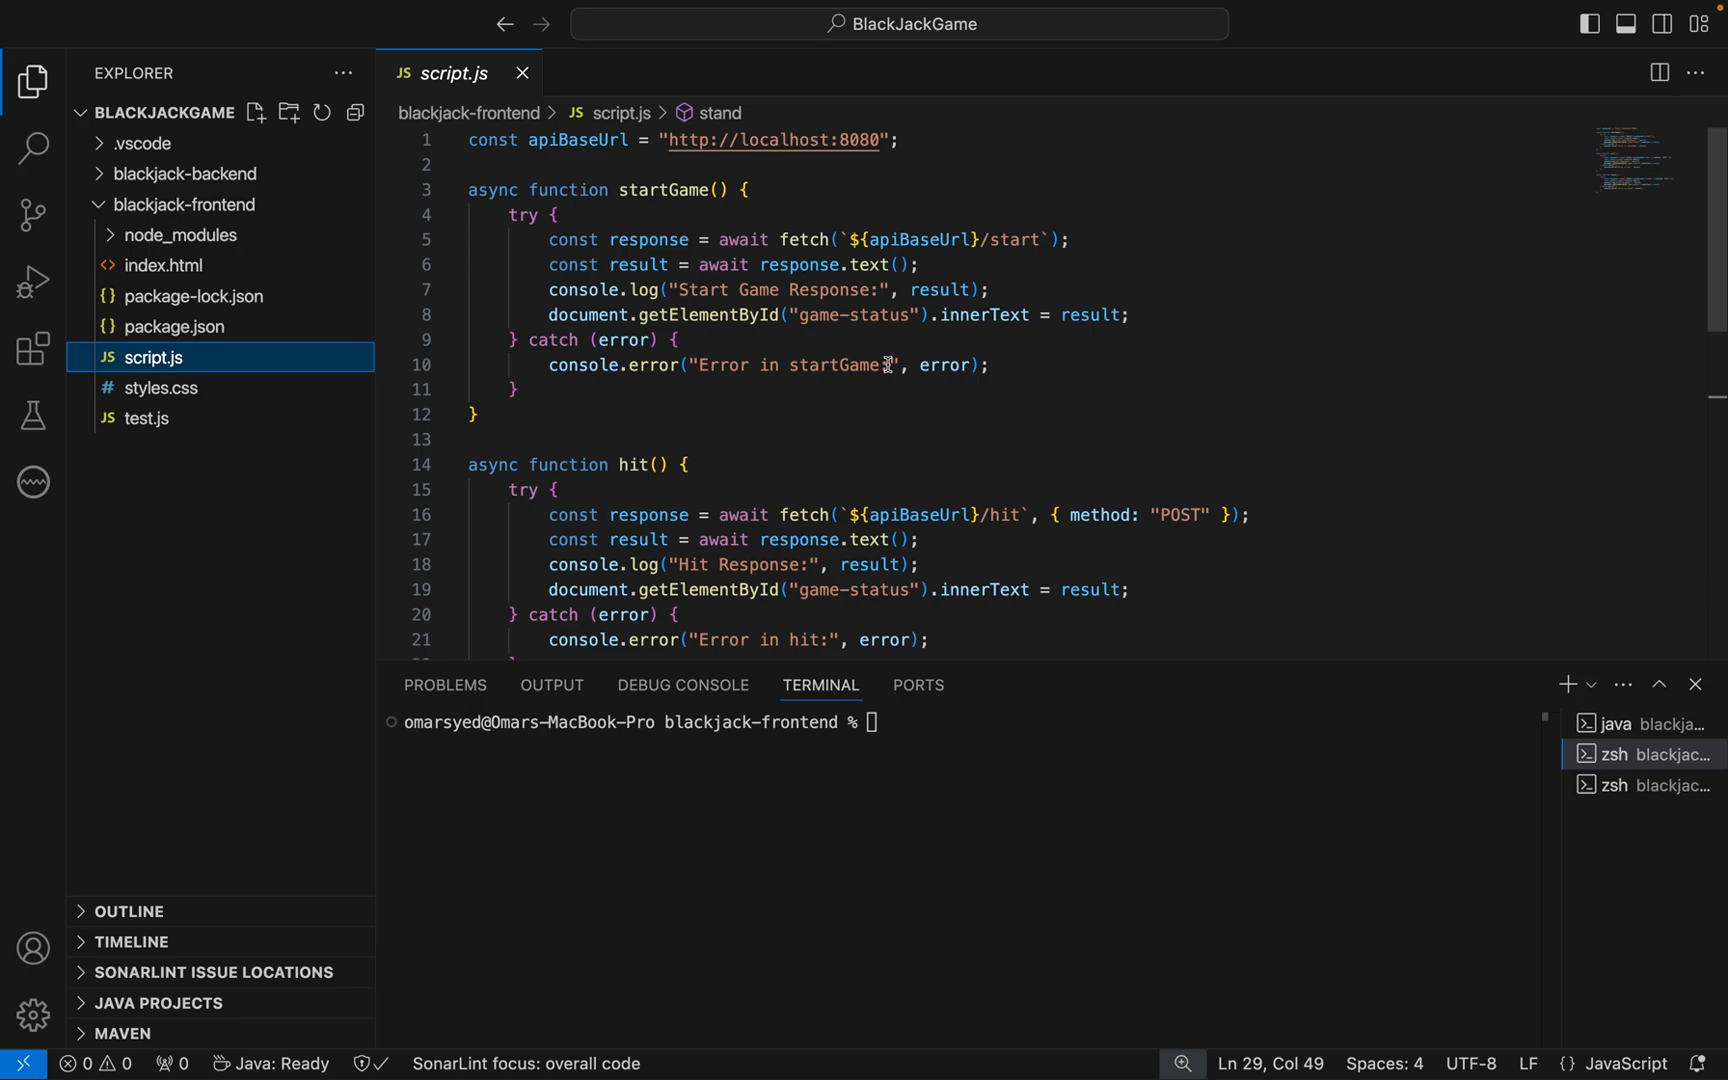 BlackJackGame
EXPLORER
BLACKJACKGAME
.vscode
blackjack-backend
blackjack-frontend
node_modules
index.html
package-lock.json
package.json
JS script.js
# styles.css
JS test.js
OUTLINE
TIMELINE
SONARLINT ISSUE LOCATIONS
JAVA PROJECTS
MAVEN
JS script.js
blackjack-frontend > JS script.js > stand
1 const apiBaseUrl = "http://localhost:8080";
2
3 async function startGame() {
4 try {
5 const response = await fetch(`${apiBaseUrl}/start`);
6 const result = await response.text();
7 console.log("Start Game Response:", result);
8 document.getElementById("game-status").innerText = result;
9 } catch (error) {
10 console.error("Error in startGame:", error);
11 }
12 }
13
14 async function hit() {
15 try {
16 const response = await fetch(`${apiBaseUrl}/hit`, { method: "POST" });
17 const result = await response.text();
18 console.log("Hit Response:", result);
19 document.getElementById("game-status").innerText = result;
20 } catch (error) {
21 console.error("Error in hit:", error);
PROBLEMS OUTPUT DEBUG CONSOLE TERMINAL PORTS
omarsyed@Omars-MacBook-Pro blackjack-frontend %
java blackja...
zsh blackjac...
zsh blackjac...
0 0 0 Java: Ready SonarLint focus: overall code Ln 29, Col 49 Spaces: 4 UTF-8 LF {} JavaScript